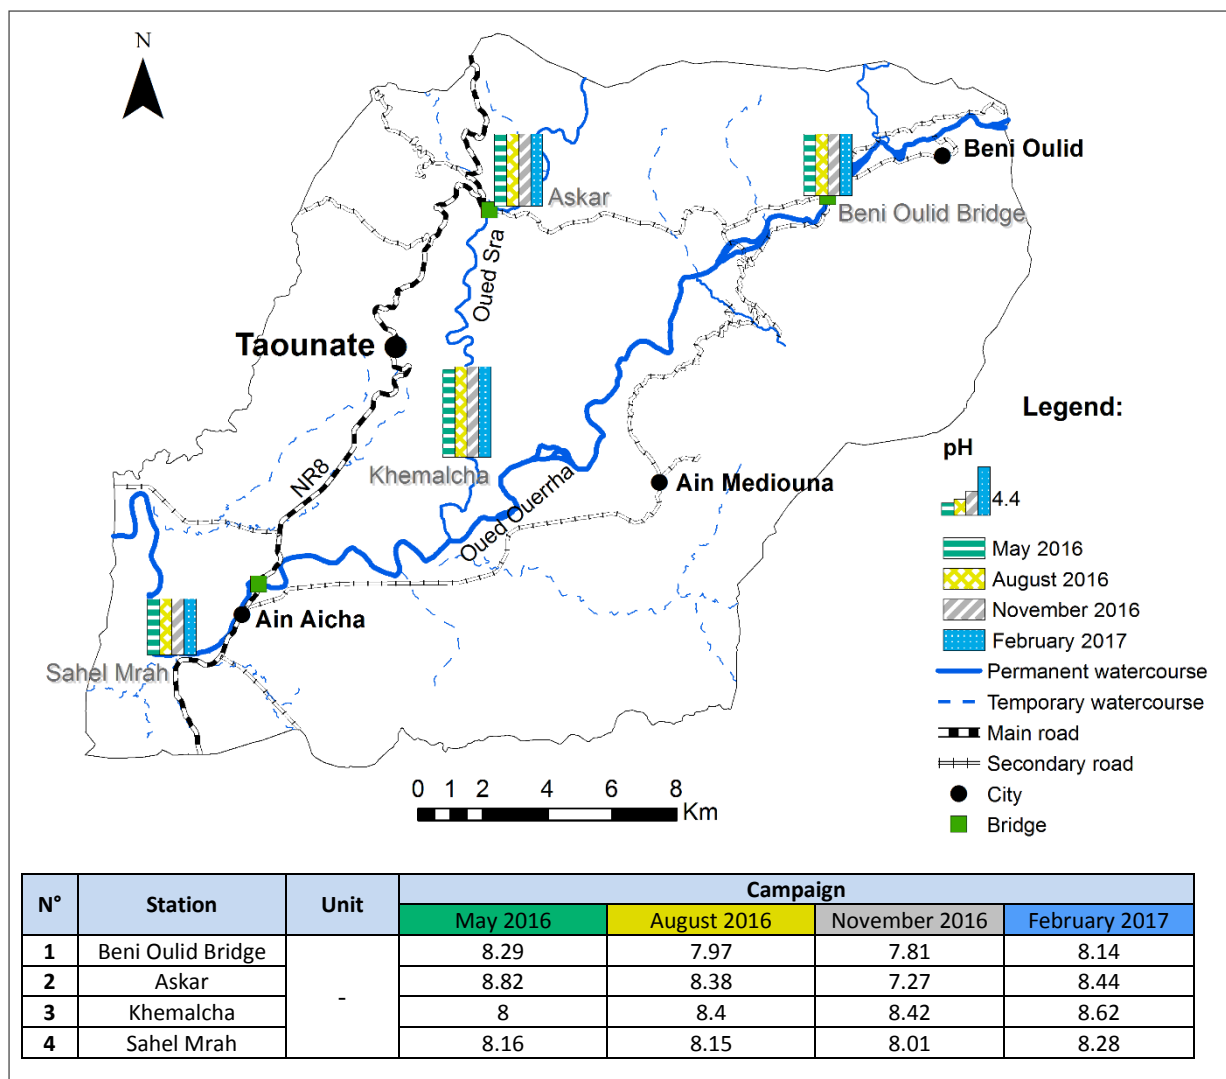 N
Beni Oulid
Askar
Beni Oulid Bridge
Oued Sra
Taounate
Legend:
pH
4.4
Khemalcha
NR8
Oued Ouerrha
Ain Mediouna
May 2016
August 2016
November 2016
February 2017
Ain Aicha
Sahel Mrah
Permanent watercourse
Temporary watercourse
Main road
Secondary road
City
Bridge
0 1 2 4 6 8
Km
N° Station Unit Campaign
May 2016 August 2016 November 2016 February 2017
1 Beni Oulid Bridge - 8.29 7.97 7.81 8.14
2 Askar 8.82 8.38 7.27 8.44
3 Khemalcha 8 8.4 8.42 8.62
4 Sahel Mrah 8.16 8.15 8.01 8.28